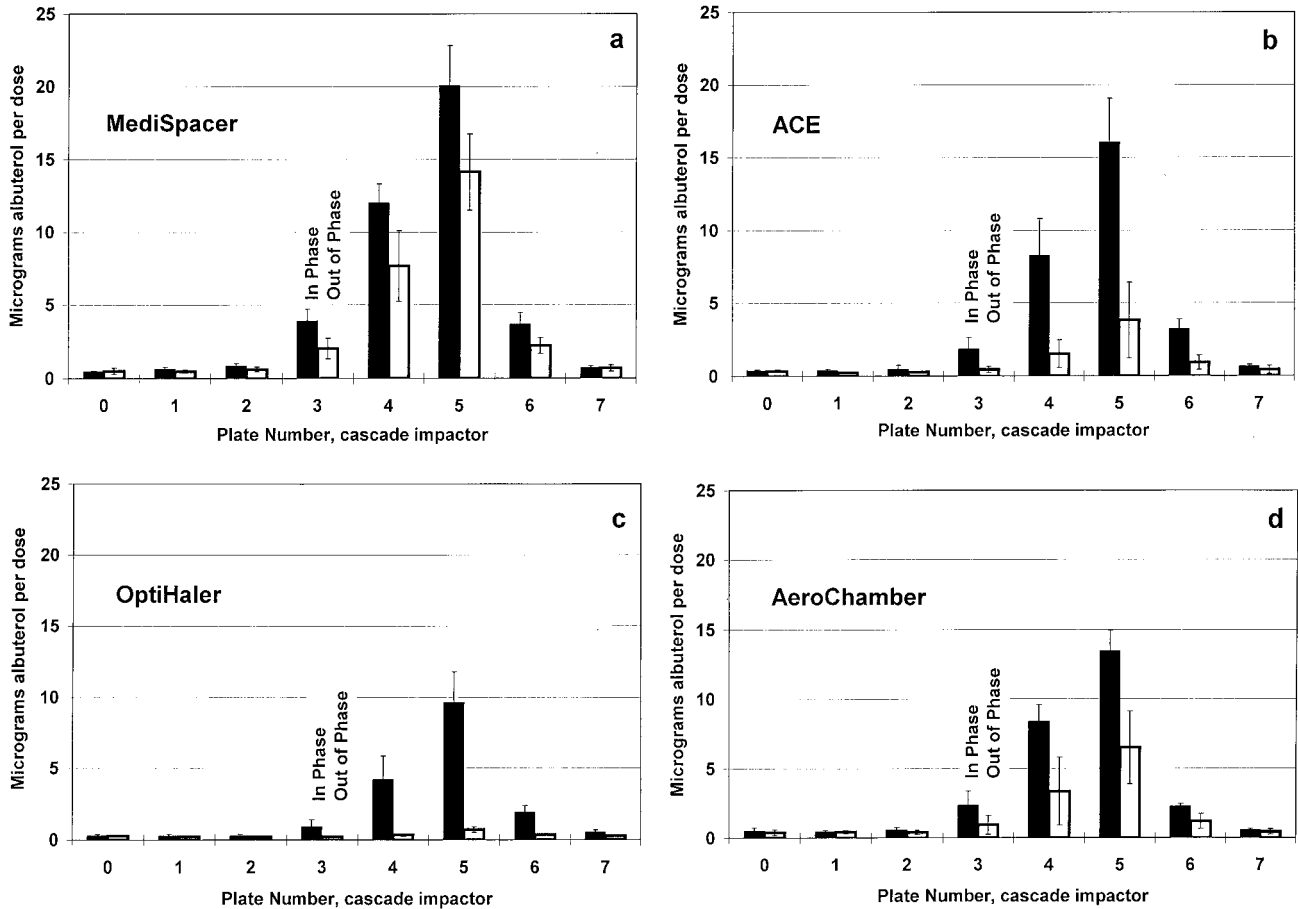 a
MediSpacer
Micrograms albuterol per dose
25
20
15
10
5
0
In Phase
Out of Phase
0 1 2 3 4 5 6 7
Plate Number, cascade impactor
b
ACE
Micrograms albuterol per dose
25
20
15
10
5
0
In Phase
Out of Phase
0 1 2 3 4 5 6 7
Plate Number, cascade impactor
c
OptiHaler
Micrograms albuterol per dose
25
20
15
10
5
0
In Phase
Out of Phase
0 1 2 3 4 5 6 7
Plate Number, cascade impactor
d
AeroChamber
Micrograms albuterol per dose
25
20
15
10
5
0
In Phase
Out of Phase
0 1 2 3 4 5 6 7
Plate Number, cascade impactor